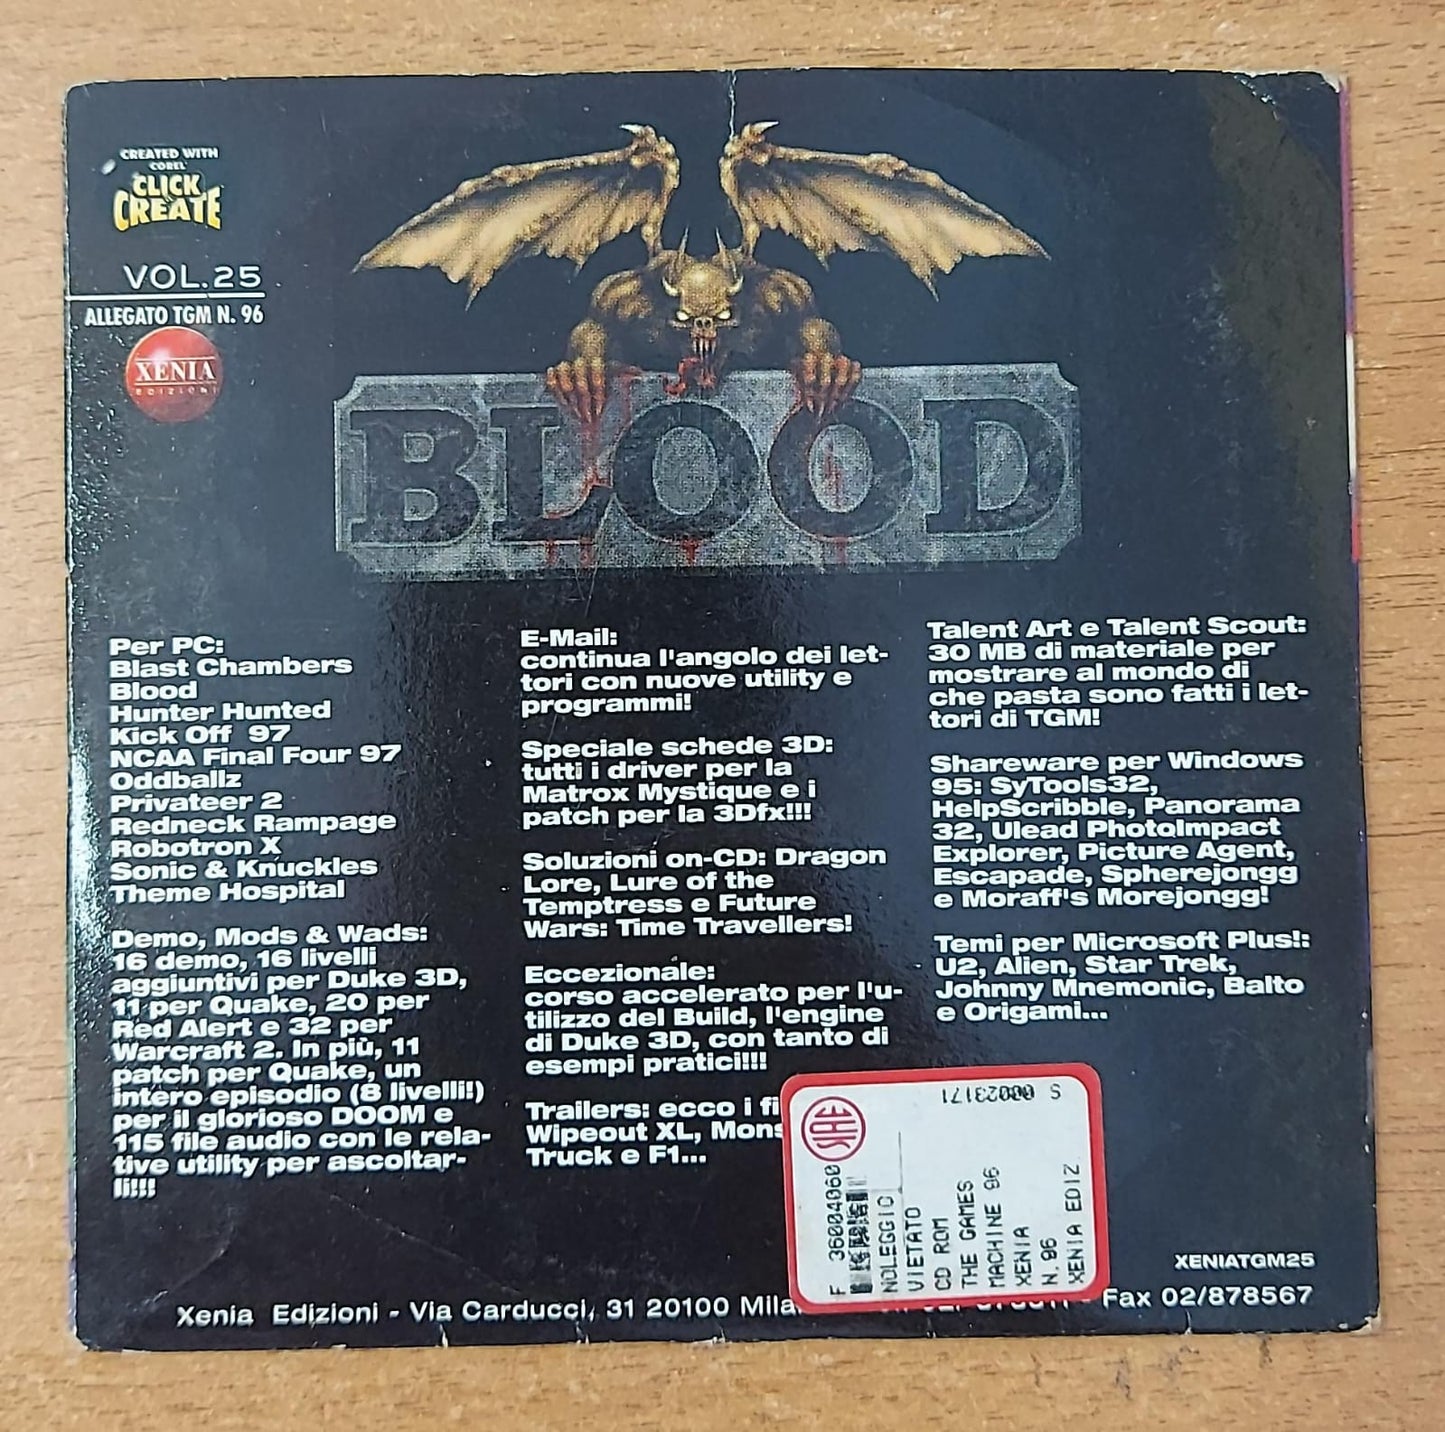 CREATED WITH
COREL
CLICK
CREATE
VOL.25
ALLEGATO TGM N. 96
XENIA
EDIZIONI
BLOOD
Per PC:
Blast Chambers
Blood
Hunter Hunted
Kick Off 97
NCAA Final Four 97
Oddballz
Privateer 2
Redneck Rampage
Robotron X
Sonic & Knuckles
Theme Hospital
Demo, Mods & Wads:
16 demo, 16 livelli
aggiuntivi per Duke 3D,
11 per Quake, 20 per
Red Alert e 32 per
Warcraft 2. In più, 11
patch per Quake, un
intero episodio (8 livelli!)
per il glorioso DOOM e
115 file audio con le rela-
tive utility per ascoltar-
li!!!
E-Mail:
continua l'angolo dei let-
tori con nuove utility e
programmi!
Speciale schede 3D:
tutti i driver per la
Matrox Mystique e i
patch per la 3Dfx!!!
Soluzioni on-CD: Dragon
Lore, Lure of the
Temptress e Future
Wars: Time Travellers!
Eccezionale:
corso accelerato per l'u-
tilizzo del Build, l'engine
di Duke 3D, con tanto di
esempi pratici!!!
Trailers: ecco i
Wipeout XL,
Truck e F1...
Talent Art e Talent Scout:
30 MB di materiale per
mostrare al mondo di
che pasta sono fatti i let-
tori di TGM!
Shareware per Windows
95: SyTools32,
HelpScribble, Panorama
32, Ulead PhotoImpact
Explorer, Picture Agent,
Escapade, Spherejongg
e Moraff's Morejongg!
Temi per Microsoft Plus!:
U2, Alien, Star Trek,
Johnny Mnemonic, Balto
e Origami...
S 00023171
SIAE
F 36004060
NOLEGGIO
VIETATO
CD ROM
THE GAMES
MACHINE 96
XENIA
N.96
XENIA EDIZ
XENIATGM25
Xenia Edizioni - Via Carducci, 31 20100 - Fax 02/878567